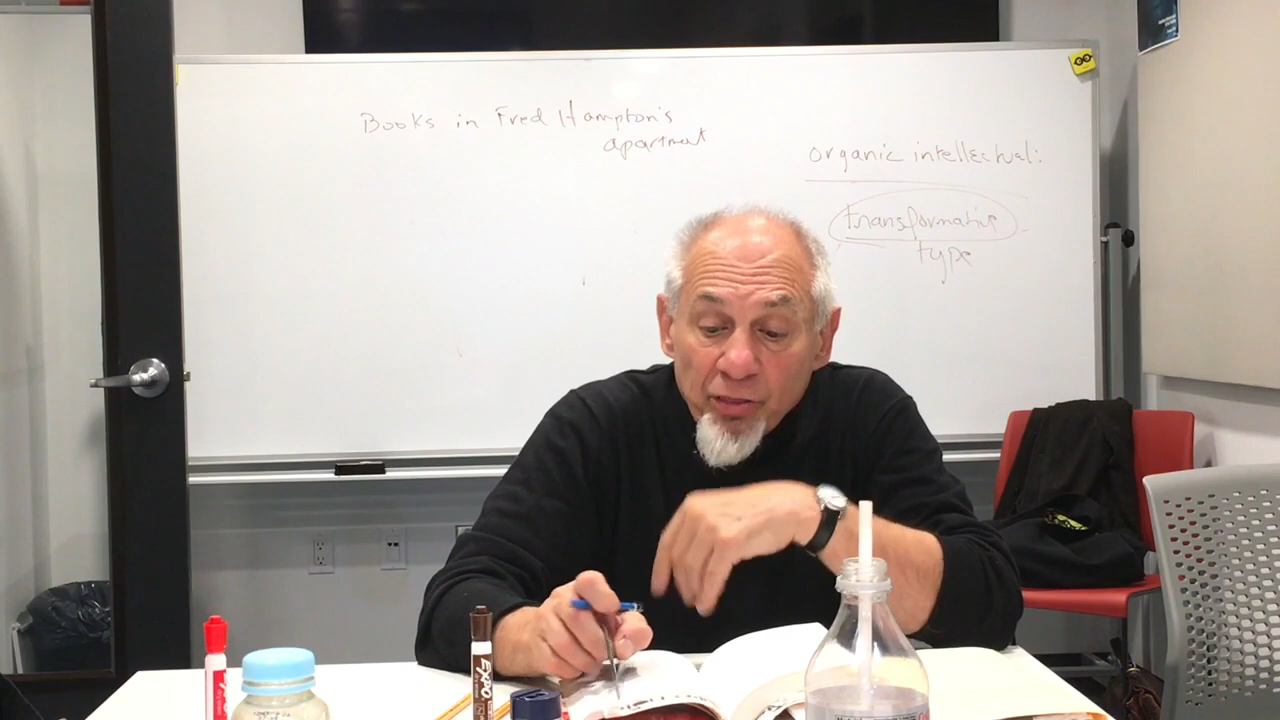 Books in Fred Hampton's
apartment
organic intellectual:
transformative
type
EXPO